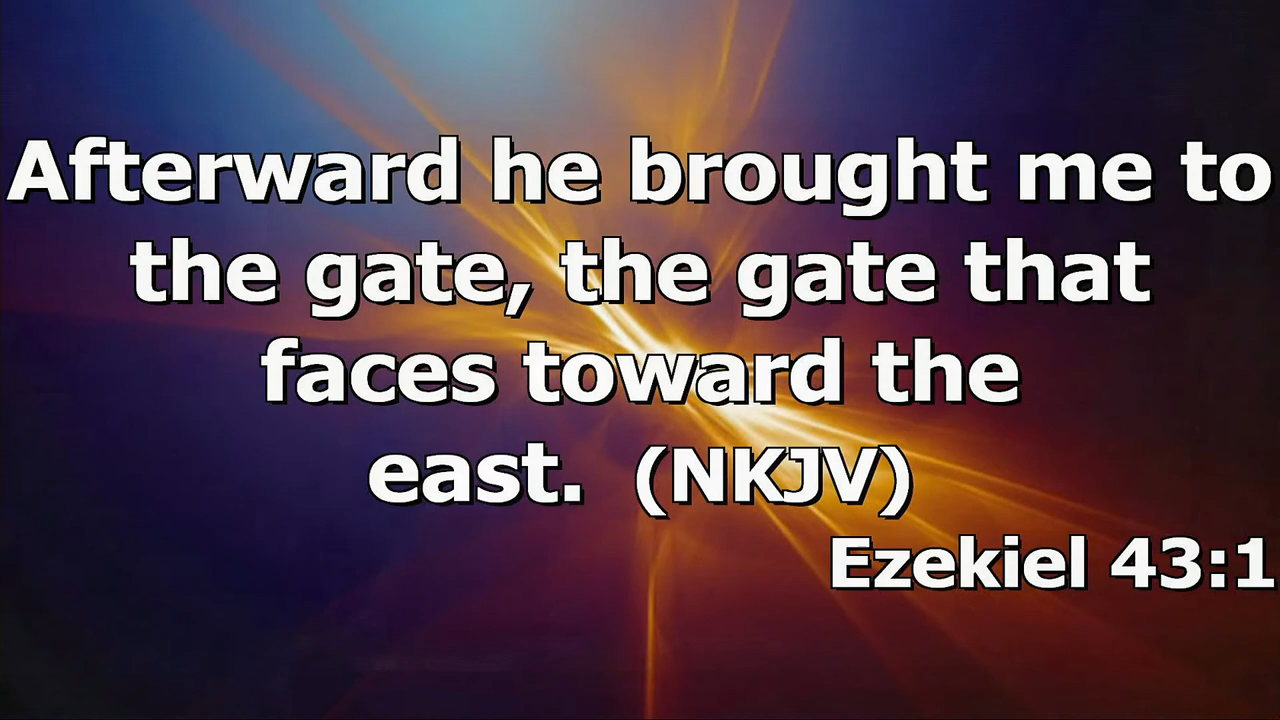 Afterward he brought me to
the gate, the gate that
faces toward the
east. (NKJV)
Ezekiel 43:1